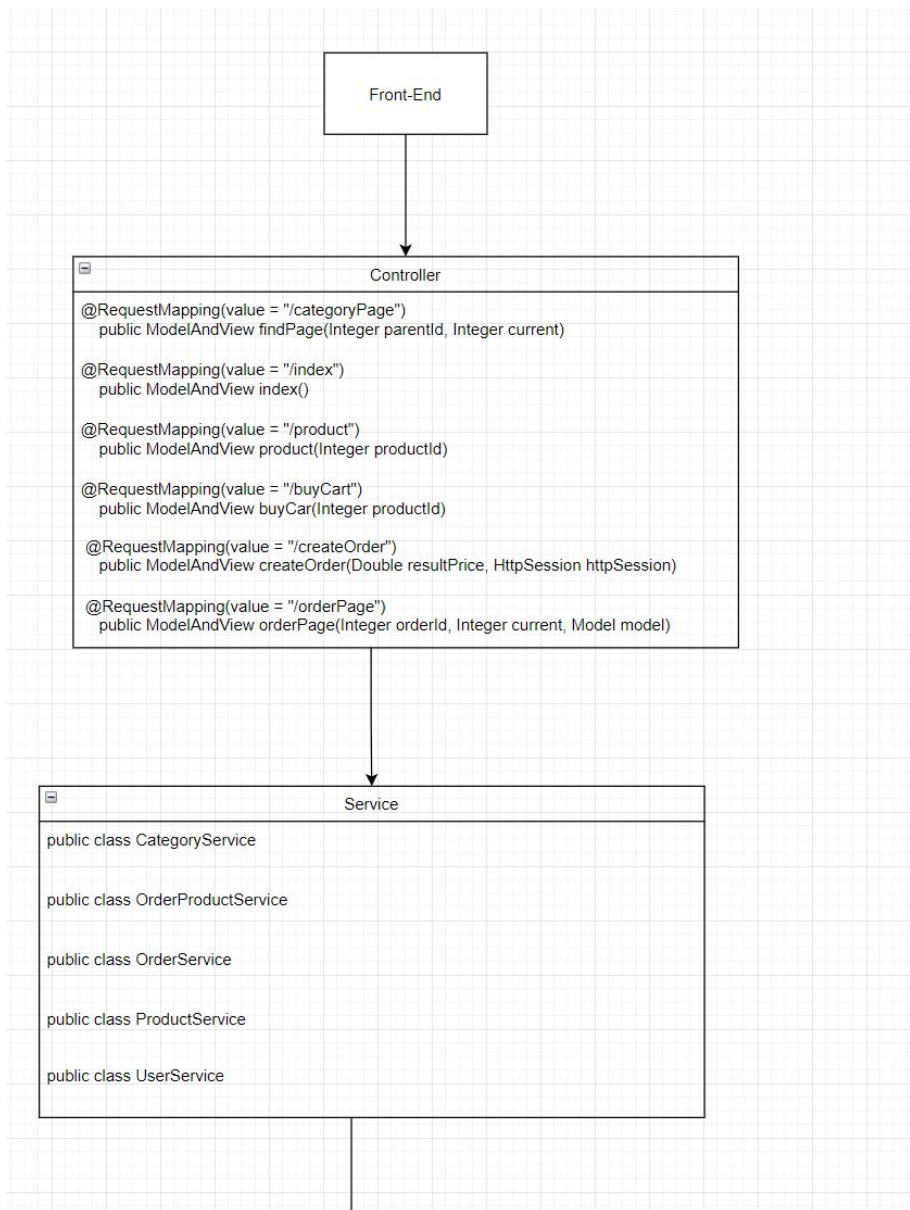 Front-End
Controller
@RequestMapping(value = "/categoryPage")
public ModelAndView findPage(Integer parentId, Integer current)
@RequestMapping(value = "/index")
public ModelAndView index()
@RequestMapping(value = "/product")
public ModelAndView product(Integer productId)
@RequestMapping(value = "/buyCart")
public ModelAndView buyCar(Integer productId)
@RequestMapping(value = "/createOrder")
public ModelAndView createOrder(Double resultPrice, HttpSession httpSession)
@RequestMapping(value = "/orderPage")
public ModelAndView orderPage(Integer orderId, Integer current, Model model)
Service
public class CategoryService
public class OrderProductService
public class OrderService
public class ProductService
public class UserService